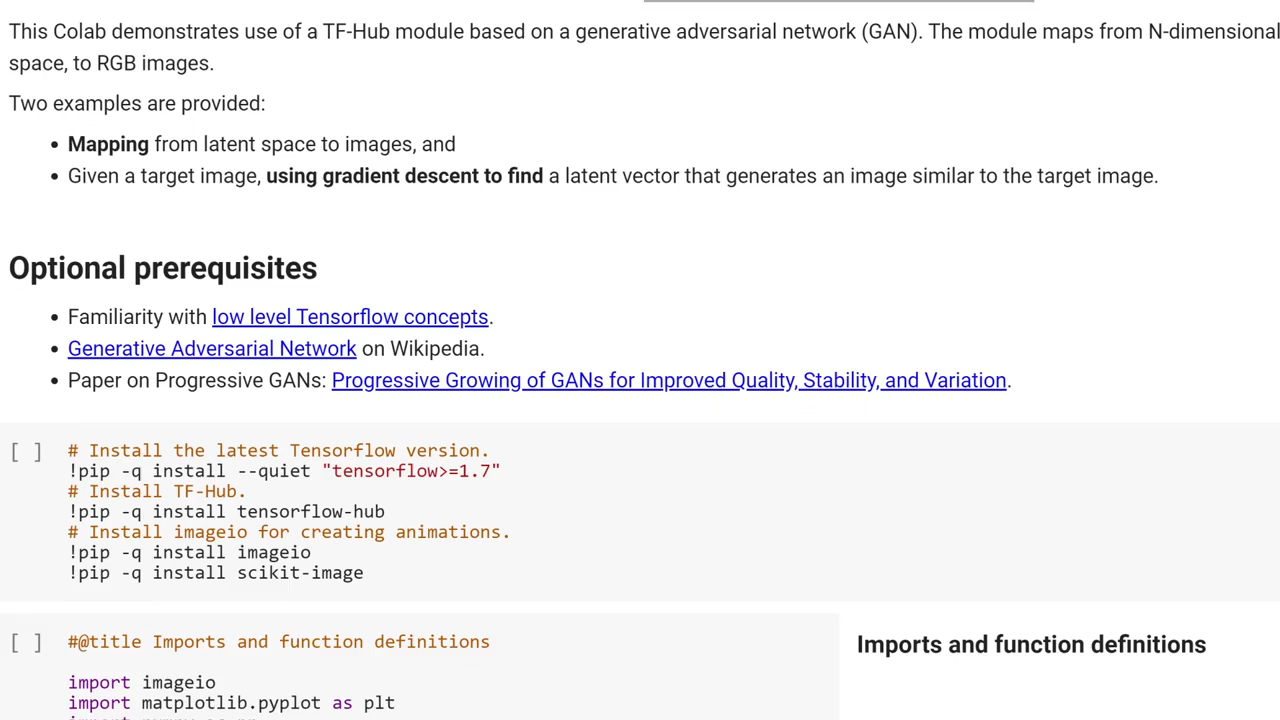 This Colab demonstrates use of a TF-Hub module based on a generative adversarial network (GAN). The module maps from N-dimensional
space, to RGB images.
Two examples are provided:
• Mapping from latent space to images, and
• Given a target image, using gradient descent to find a latent vector that generates an image similar to the target image.
Optional prerequisites
• Familiarity with low level Tensorflow concepts.
• Generative Adversarial Network on Wikipedia.
• Paper on Progressive GANs: Progressive Growing of GANs for Improved Quality, Stability, and Variation.
[ ] # Install the latest Tensorflow version.
!pip -q install --quiet "tensorflow>=1.7"
# Install TF-Hub.
!pip -q install tensorflow-hub
# Install imageio for creating animations.
!pip -q install imageio
!pip -q install scikit-image
[ ] #@title Imports and function definitions
Imports and function definitions
import imageio
import matplotlib.pyplot as plt